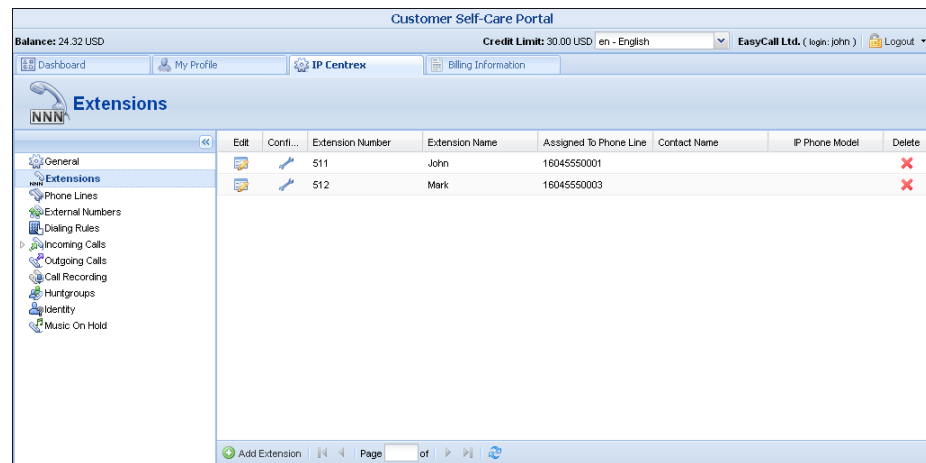 Customer Self-Care Portal
Balance: 24.32 USD Credit Limit: 30.00 USD en - English EasyCall Ltd. ( login: john ) Logout
Dashboard My Profile IP Centrex Billing Information
NNN Extensions
Edit Confi... Extension Number Extension Name Assigned To Phone Line Contact Name IP Phone Model Delete
511 John 16045550001
512 Mark 16045550003
General
NNN Extensions
Phone Lines
External Numbers
Dialing Rules
Incoming Calls
Outgoing Calls
Call Recording
Huntgroups
Identity
Music On Hold
Add Extension Page of